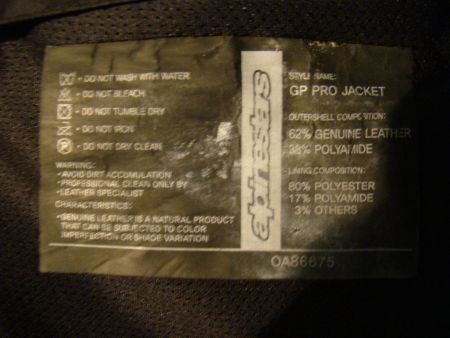 - DO NOT WASH WITH WATER
- DO NOT BLEACH
- DO NOT TUMBLE DRY
- DO NOT IRON
- DO NOT DRY CLEAN
WARNING:
• AVOID DIRT ACCUMULATION
• PROFESSIONAL CLEAN ONLY BY
LEATHER SPECIALIST
CHARACTERISTICS:
• GENUINE LEATHER IS A NATURAL PRODUCT
THAT CAN BE SUBJECTED TO COLOR
IMPERFECTION OR SHADE VARIATION
alpinestars
STYLE NAME:
GP PRO JACKET
OUTERSHELL COMPOSITION:
62% GENUINE LEATHER
38% POLYAMIDE
LINING COMPOSITION:
80% POLYESTER
17% POLYAMIDE
3% OTHERS
OA86675